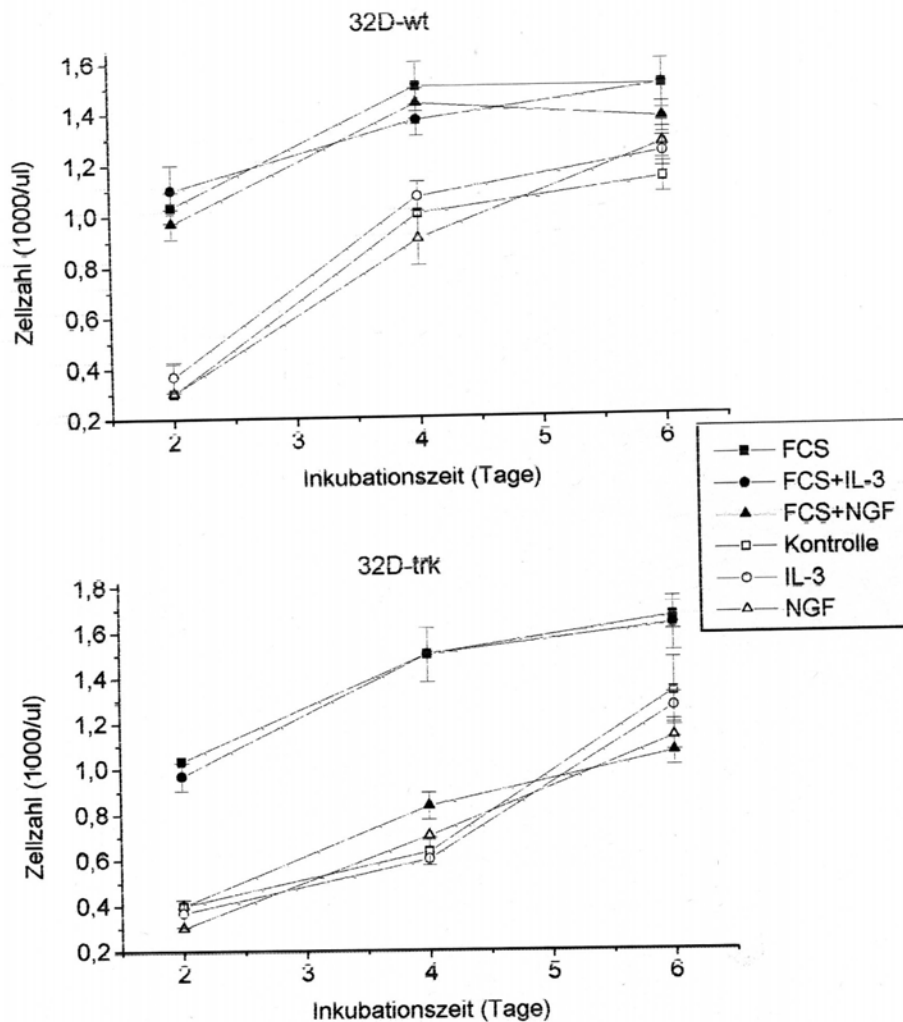 32D-wt
1,6
1,4
1,2
1,0
0,8
0,6
0,4
0,2
Zellzahl (1000/ul)
2
3
4
5
6
Inkubationszeit (Tage)
FCS
FCS+IL-3
FCS+NGF
Kontrolle
IL-3
NGF
32D-trk
1,8
1,6
1,4
1,2
1,0
0,8
0,6
0,4
0,2
Zellzahl (1000/ul)
2
3
4
5
6
Inkubationszeit (Tage)